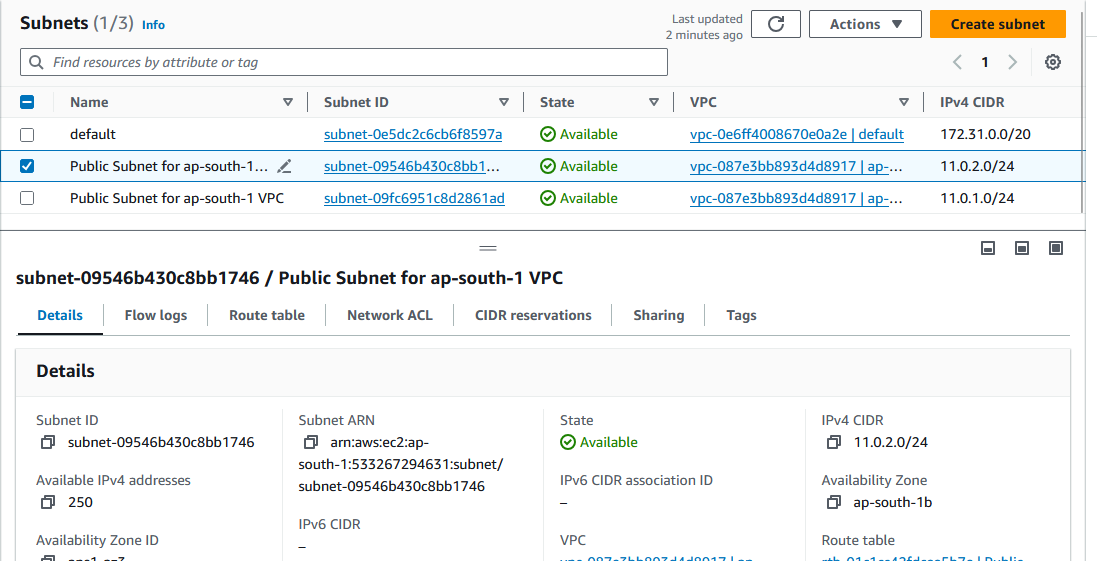 Subnets (1/3) Info
Last updated
2 minutes ago
Actions
Create subnet
Find resources by attribute or tag
1
Name Subnet ID State VPC IPv4 CIDR
default subnet-0e5dc2c6cb6f8597a Available vpc-0e6ff4008670e0a2e | default 172.31.0.0/20
Public Subnet for ap-south-1... subnet-09546b430c8bb1... Available vpc-087e3bb893d4d8917 | ap-... 11.0.2.0/24
Public Subnet for ap-south-1 VPC subnet-09fc6951c8d2861ad Available vpc-087e3bb893d4d8917 | ap-... 11.0.1.0/24
subnet-09546b430c8bb1746 / Public Subnet for ap-south-1 VPC
Details Flow logs Route table Network ACL CIDR reservations Sharing Tags
Details
Subnet ID
subnet-09546b430c8bb1746
Available IPv4 addresses
250
Availability Zone ID
Subnet ARN
arn:aws:ec2:ap-
south-1:533267294631:subnet/
subnet-09546b430c8bb1746
IPv6 CIDR
–
State
Available
IPv6 CIDR association ID
–
VPC
IPv4 CIDR
11.0.2.0/24
Availability Zone
ap-south-1b
Route table